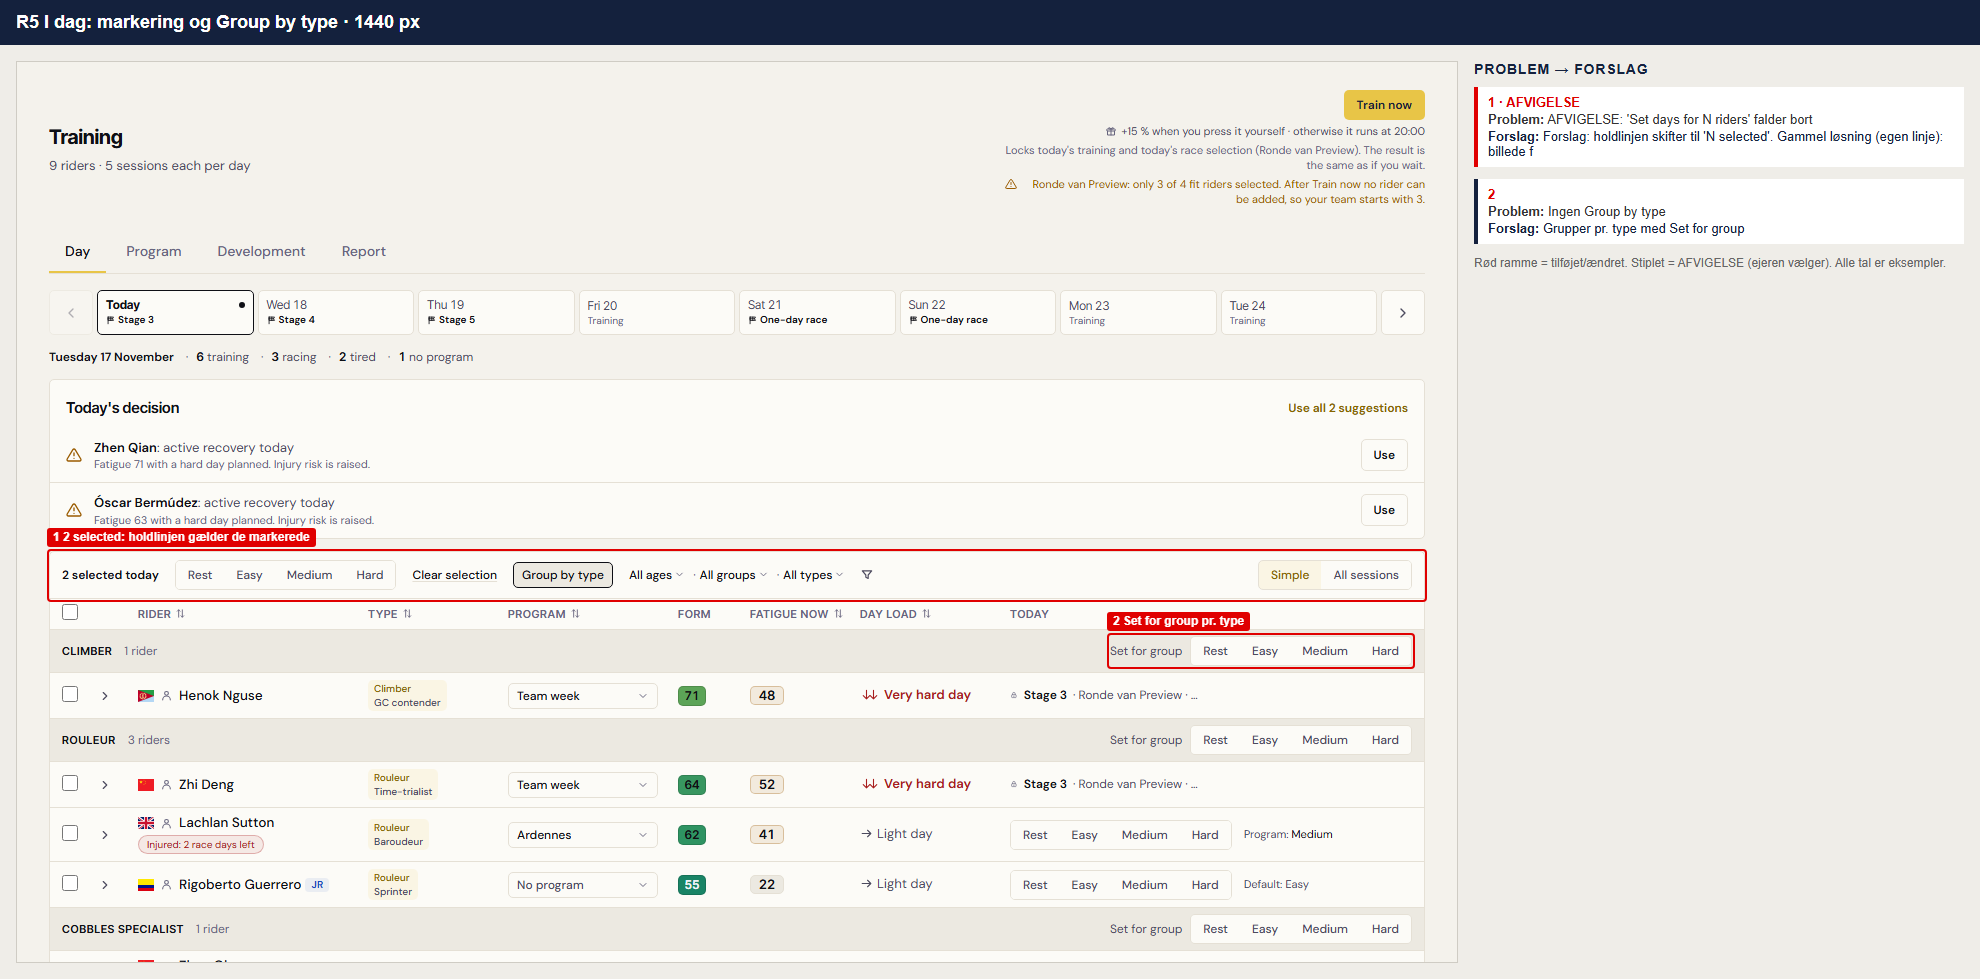 R5 I dag: markering og Group by type · 1440 px
Train now
+15 % when you press it yourself · otherwise it runs at 20:00
Training
9 riders · 5 sessions each per day
Locks today's training and today's race selection (Ronde van Preview). The result is
the same as if you wait.
Ronde van Preview: only 3 of 4 fit riders selected. After Train now no rider can
be added, so your team starts with 3.
Day Program Development Report
Today
Stage 3
Wed 18
Stage 4
Thu 19
Stage 5
Fri 20
Training
Sat 21
One-day race
Sun 22
One-day race
Mon 23
Training
Tue 24
Training
Tuesday 17 November · 6 training · 3 racing · 2 tired · 1 no program
Today's decision
Use all 2 suggestions
Zhen Qian: active recovery today
Fatigue 71 with a hard day planned. Injury risk is raised.
Use
Óscar Bermúdez: active recovery today
Fatigue 63 with a hard day planned. Injury risk is raised.
Use
1 2 selected: holdlinjen gælder de markerede
2 selected today Rest Easy Medium Hard Clear selection Group by type All ages · All groups · All types Simple All sessions
RIDER TYPE PROGRAM FORM FATIGUE NOW DAY LOAD TODAY
2 Set for group pr. type
CLIMBER 1 rider Set for group Rest Easy Medium Hard
Henok Nguse
Climber
GC contender
Team week 71 48 Very hard day Stage 3 · Ronde van Preview · ...
ROULEUR 3 riders Set for group Rest Easy Medium Hard
Zhi Deng
Rouleur
Time-trialist
Team week 64 52 Very hard day Stage 3 · Ronde van Preview · ...
Lachlan Sutton
Injured: 2 race days left
Rouleur
Baroudeur
Ardennes 62 41 Light day Rest Easy Medium Hard Program: Medium
Rigoberto Guerrero JR
Rouleur
Sprinter
No program 55 22 Light day Rest Easy Medium Hard Default: Easy
COBBLES SPECIALIST 1 rider Set for group Rest Easy Medium Hard
PROBLEM → FORSLAG
1 · AFVIGELSE
Problem: AFVIGELSE: 'Set days for N riders' falder bort
Forslag: Forslag: holdlinjen skifter til 'N selected'. Gammel løsning (egen linje):
billede f
2
Problem: Ingen Group by type
Forslag: Grupper pr. type med Set for group
Rød ramme = tilføjet/ændret. Stiplet = AFVIGELSE (ejeren vælger). Alle tal er eksempler.